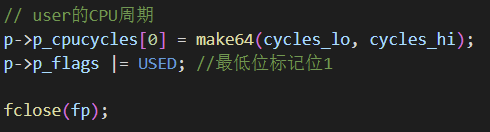 // user的CPU周期
p->p_cpucycles[0] = make64(cycles_lo, cycles_hi);
p->p_flags |= USED; //最低位标记位1
fclose(fp);